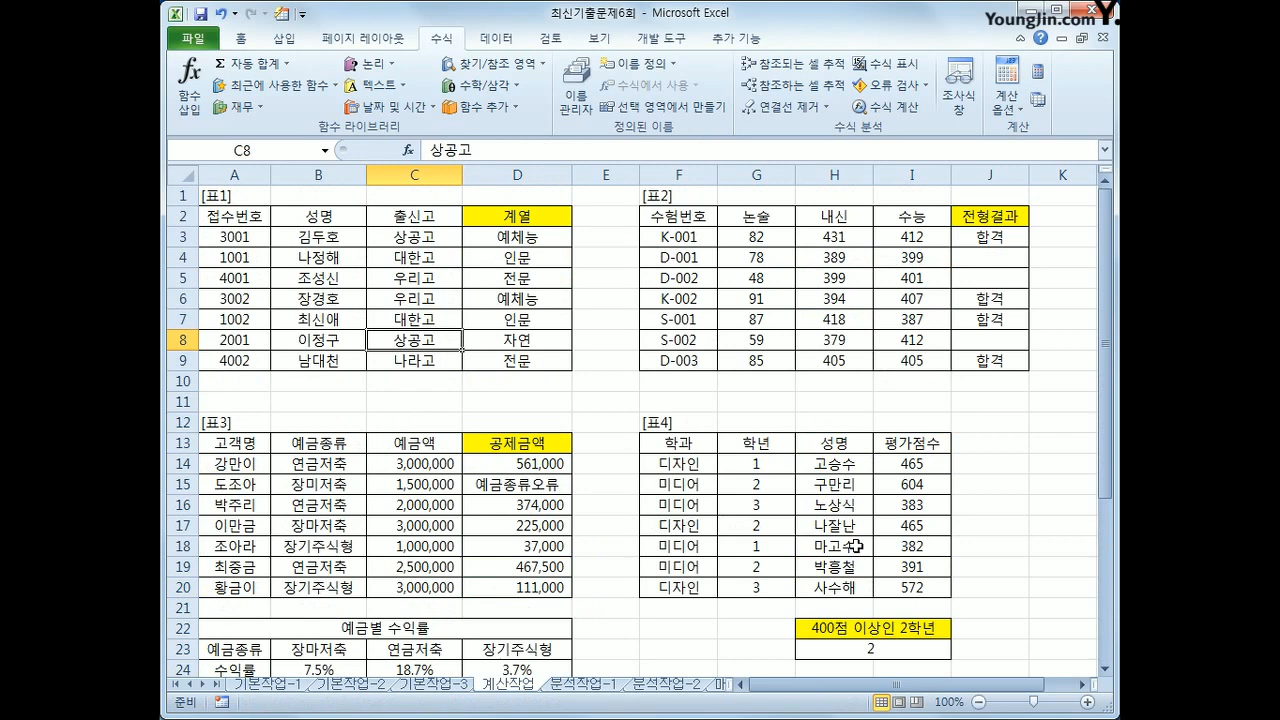 최신기출문제6회 - Microsoft Excel
YoungJin.com Y.
파일 홈 삽입 페이지 레이아웃 수식 데이터 검토 보기 개발 도구 추가 기능
fx 함수 삽입
Σ 자동 합계 논리 찾기/참조 영역
최근에 사용한함수 텍스트 수학/삼각
재무 날짜 및 시간 함수 추가
함수 라이브러리
이름 관리자
이름 정의
수식에서 사용
선택 영역에서 만들기
정의된 이름
참조되는 셀 추적 수식 표시
참조하는 셀 추적 오류 검사
연결선 제거 수식 계산
수식 분석
조사식 창
계산 옵션
계산
C8 fx 상공고
A B C D E F G H I J K
1 [표1] [표2]
2 접수번호 성명 출신고 계열 수험번호 논술 내신 수능 전형결과
3 3001 김두호 상공고 예체능 K-001 82 431 412 합격
4 1001 나정해 대한고 인문 D-001 78 389 399
5 4001 조성신 우리고 전문 D-002 48 399 401
6 3002 장경호 우리고 예체능 K-002 91 394 407 합격
7 1002 최신애 대한고 인문 S-001 87 418 387 합격
8 2001 이정구 상공고 자연 S-002 59 379 412
9 4002 남대천 나라고 전문 D-003 85 405 405 합격
10
11
12 [표3] [표4]
13 고객명 예금종류 예금액 공제금액 학과 학년 성명 평가점수
14 강만이 연금저축 3,000,000 561,000 디자인 1 고승수 465
15 도조아 장미저축 1,500,000 예금종류오류 미디어 2 구만리 604
16 박주리 연금저축 2,000,000 374,000 미디어 3 노상식 383
17 이만금 장마저축 3,000,000 225,000 디자인 2 나잘난 465
18 조아라 장기주식형 1,000,000 37,000 미디어 1 마고수 382
19 최중금 연금저축 2,500,000 467,500 미디어 2 박흥철 391
20 황금이 장기주식형 3,000,000 111,000 디자인 3 사수해 572
21
22 예금별 수익률 400점 이상인 2학년
23 예금종류 장마저축 연금저축 장기주식형 2
24 수익률 7.5% 18.7% 3.7%
기본작업-1 기본작업-2 기본작업-3 계산작업 분석작업-1 분석작업-2
준비 100%